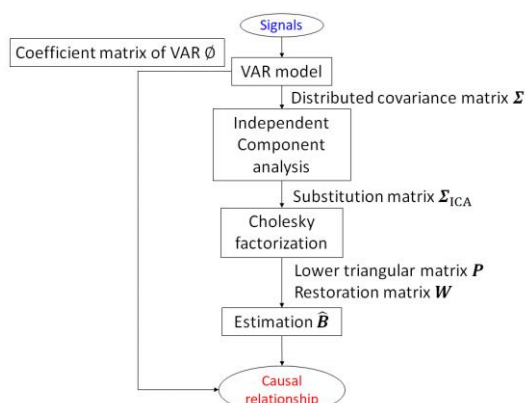 Signals
Coefficient matrix of VAR Ø
VAR model
Distributed covariance matrix Σ
Independent
Component
analysis
Substitution matrix Σ_ICA
Cholesky
factorization
Lower triangular matrix P
Restoration matrix W
Estimation B̂
Causal
relationship